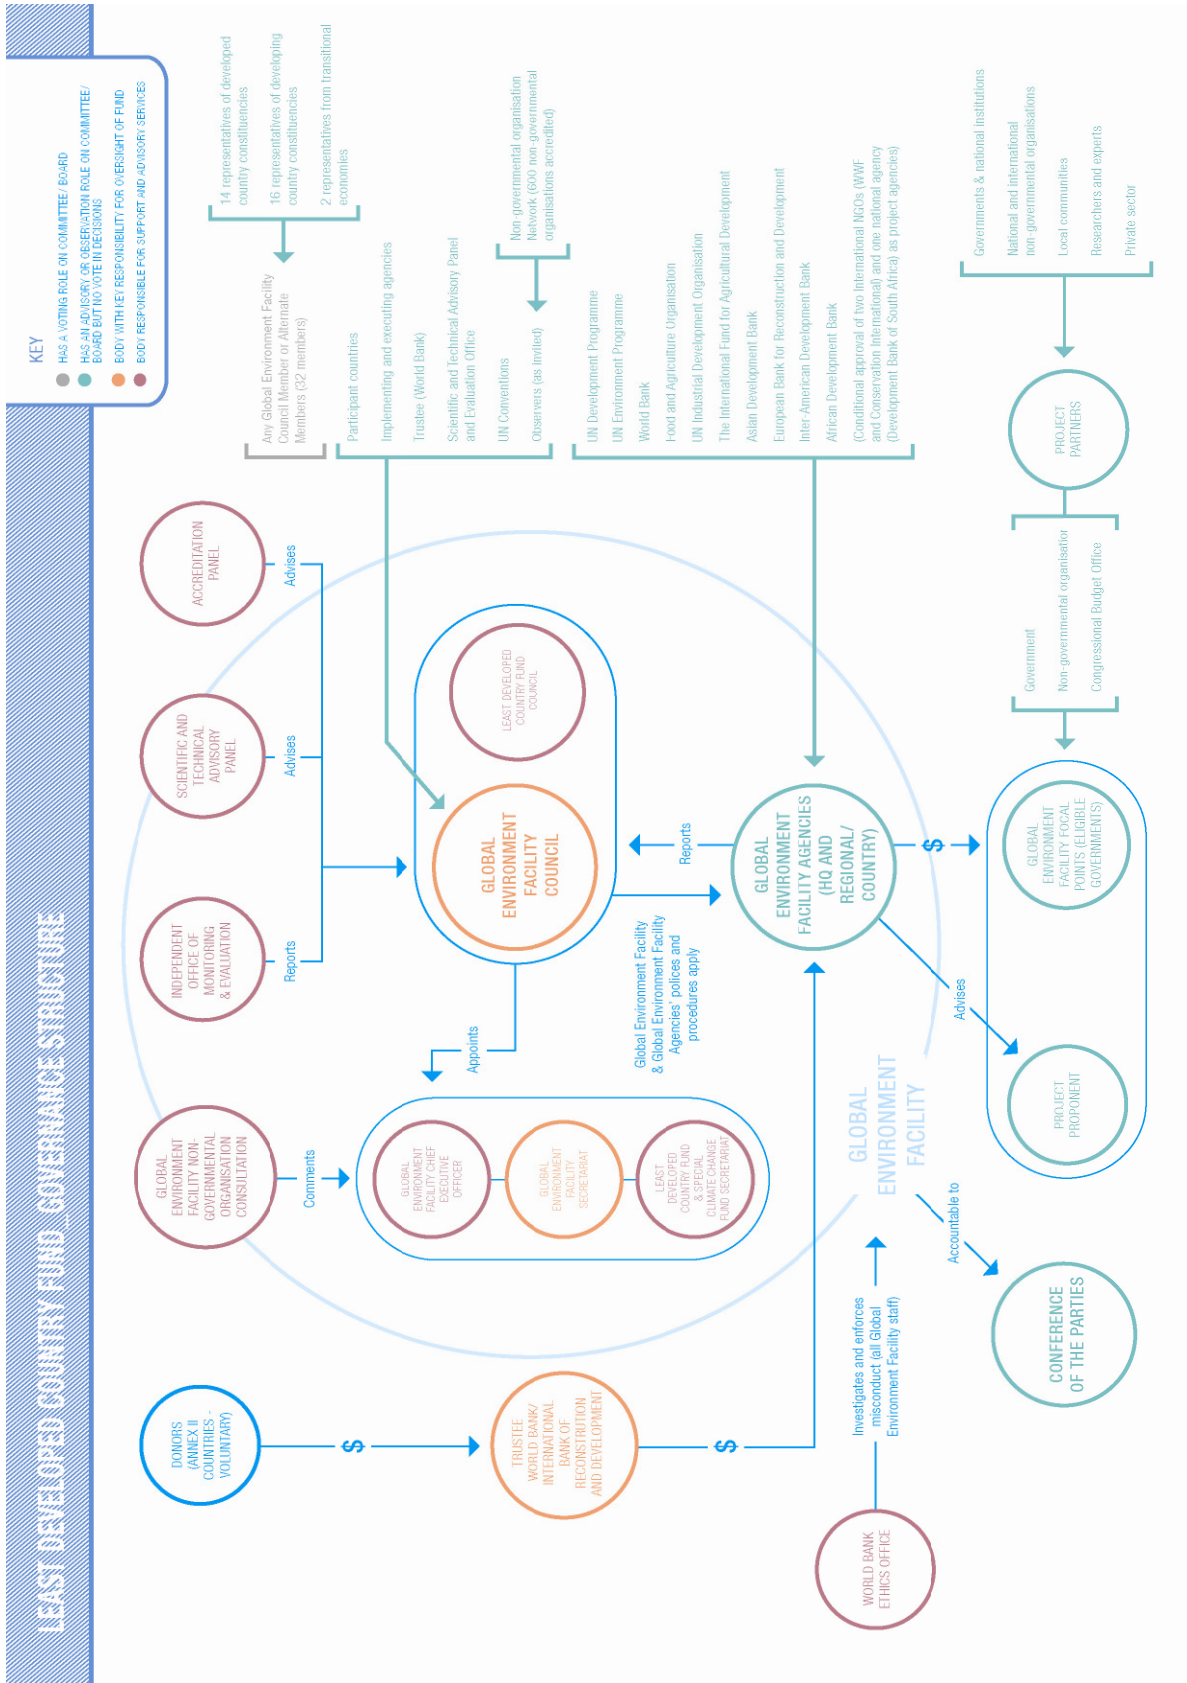 LEAST DEVELOPED COUNTRY FUND_GOVERNANCE STRUCTURE
KEY
HAS A VOTING ROLE ON COMMITTEE/ BOARD
HAS AN ADVISORY OR OBSERVATION ROLE ON COMMITTEE/
BOARD BUT NO VOTE IN DECISIONS
BODY WITH KEY RESPONSIBILITY FOR OVERSIGHT OF FUND
BODY RESPONSIBLE FOR SUPPORT AND ADVISORY SERVICES
DONORS
(ANNEX II
COUNTRIES -
VOLUNTARY)
$
TRUSTEE
WORLD BANK/
INTERNATIONAL
BANK OF
RECONSTRUTION
AND DEVELOPMENT
$
WORLD BANK
ETHICS OFFICE
Investigates and enforces
misconduct (all Global
Environment Facility staff)
GLOBAL
ENVIRONMENT
FACILITY NON-
GOVERNMENTAL
ORGANISATION
CONSULTATION
Comments
INDEPENDENT
OFFICE OF
MONITORING
& EVALUATION
Reports
SCIENTIFIC AND
TECHNICAL
ADVISORY
PANEL
Advises
ACCREDITATION
PANEL
Advises
GLOBAL
ENVIRONMENT
FACILITY CHIEF
EXECUTIVE
OFFICER
GLOBAL
ENVIRONMENT
FACILITY
SECRETARIAT
LEAST
DEVELOPED
COUNTRY FUND
& SPECIAL
CLIMATE CHANGE
FUND SECRETARIAT
Appoints
GLOBAL
ENVIRONMENT
FACILITY
COUNCIL
LEAST DEVELOPED
COUNTRY FUND
COUNCIL
Global Environment Facility
& Global Environment Facility
Agencies' polices and
procedures apply
Reports
GLOBAL
ENVIRONMENT
FACILITY AGENCIES
(HQ AND
REGIONAL/
COUNTRY)
GLOBAL
ENVIRONMENT
FACILITY
Accountable to
CONFERENCE
OF THE PARTIES
Advises
$
PROJECT
PROPONENT
GLOBAL
ENVIRONMENT
FACILITY FOCAL
POINTS (ELIGIBLE
GOVERNMENTS)
Any Global Environment Facility
Council Member or Alternate
Members (32 members)
14 representatives of developed
country constituencies
16 representatives of developing
country constituencies
2 representatives from transitional
economies
Participant countries
Implementing and executing agencies
Trustee (World Bank)
Scientific and Technical Advisory Panel
and Evaluation Office
UN Conventions
Observers (as invited)
Non-governmental organisation
Network (600 non-governmental
organisations accredited)
UN Development Programme
UN Environment Programme
World Bank
Food and Agriculture Organisation
UN Industrial Development Organisation
The International Fund for Agricultural Development
Asian Development Bank
European Bank for Reconstruction and Development
Inter-American Development Bank
African Development Bank
(Conditional approval of two International NGOs (WWF
and Conservation International) and one national agency
(Development Bank of South Africa) as project agencies)
Government
Non-governmental organisation
Congressional Budget Office
PROJECT
PARTNERS
Governments & national institutions
National and international
non-governmental organisations
Local communities
Researchers and experts
Private sector